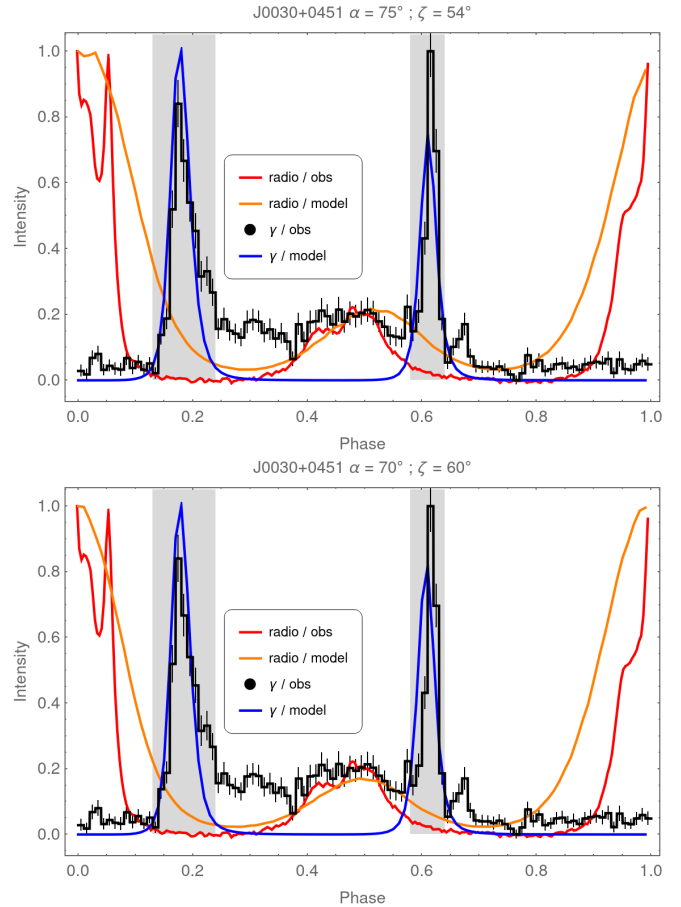 J0030+0451 α = 75° ; ζ = 54°
1.0
0.8
0.6
0.4
0.2
0.0
Intensity
radio / obs
radio / model
γ / obs
γ / model
0.0 0.2 0.4 0.6 0.8 1.0
Phase
J0030+0451 α = 70° ; ζ = 60°
1.0
0.8
0.6
0.4
0.2
0.0
Intensity
radio / obs
radio / model
γ / obs
γ / model
0.0 0.2 0.4 0.6 0.8 1.0
Phase